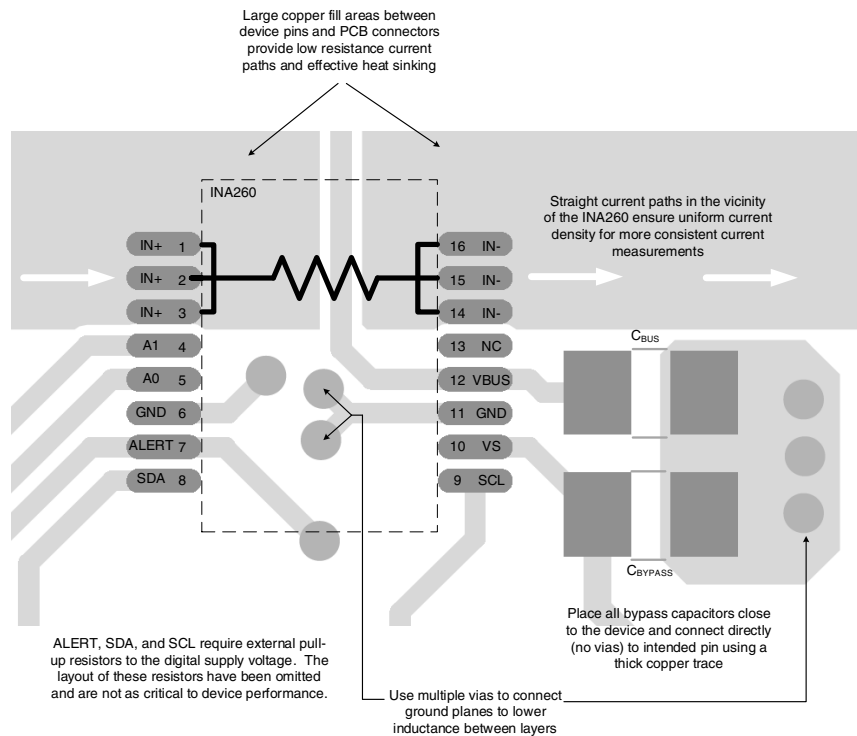 Large copper fill areas between
device pins and PCB connectors
provide low resistance current
paths and effective heat sinking
INA260
Straight current paths in the vicinity
of the INA260 ensure uniform current
density for more consistent current
measurements
IN+ 1
IN+ 2
IN+ 3
A1 4
A0 5
GND 6
ALERT 7
SDA 8
16 IN-
15 IN-
14 IN-
13 NC
12 VBUS
11 GND
10 VS
9 SCL
CBUS
CBYPASS
Place all bypass capacitors close
to the device and connect directly
(no vias) to intended pin using a
thick copper trace
ALERT, SDA, and SCL require external pull-
up resistors to the digital supply voltage. The
layout of these resistors have been omitted
and are not as critical to device performance.
Use multiple vias to connect
ground planes to lower
inductance between layers